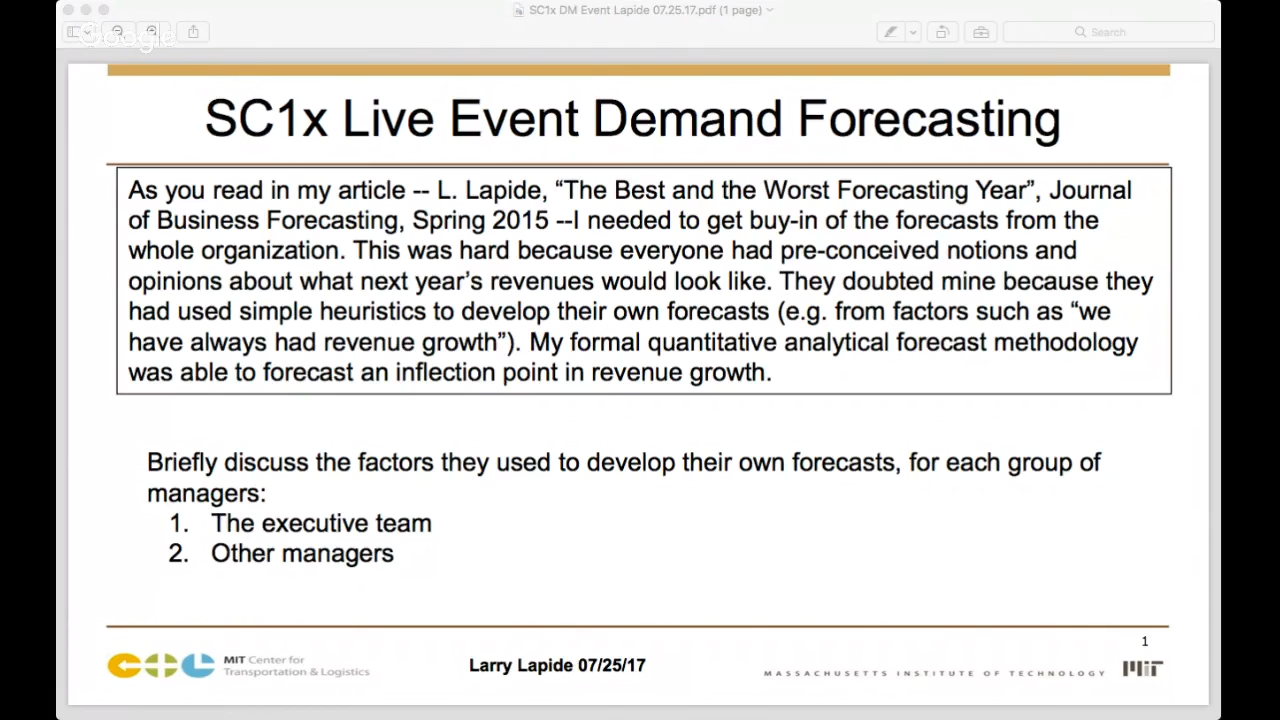 SC1x DM Event Lapide 07.25.17.pdf (1 page)
Google
Search
SC1x Live Event Demand Forecasting
As you read in my article -- L. Lapide, “The Best and the Worst Forecasting Year”, Journal
of Business Forecasting, Spring 2015 --I needed to get buy-in of the forecasts from the
whole organization. This was hard because everyone had pre-conceived notions and
opinions about what next year’s revenues would look like. They doubted mine because they
had used simple heuristics to develop their own forecasts (e.g. from factors such as “we
have always had revenue growth”). My formal quantitative analytical forecast methodology
was able to forecast an inflection point in revenue growth.
Briefly discuss the factors they used to develop their own forecasts, for each group of
managers:
1. The executive team
2. Other managers
1
MIT Center for
Transportation & Logistics
Larry Lapide 07/25/17
MASSACHUSETTS INSTITUTE OF TECHNOLOGY